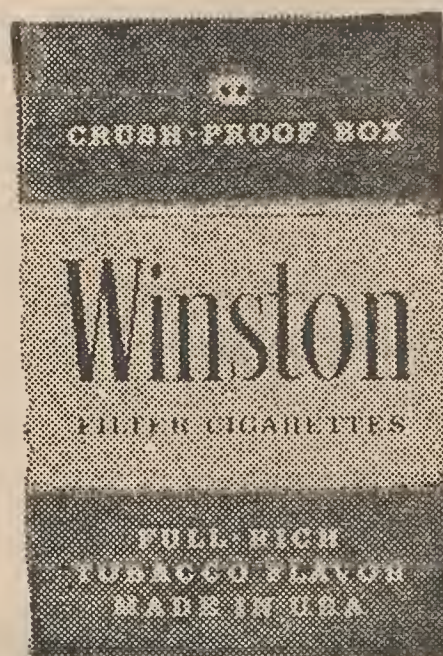 CRUSH-PROOF BOX
Winston
FILTER CIGARETTES
FULL-RICH
TOBACCO FLAVOR
MADE IN USA